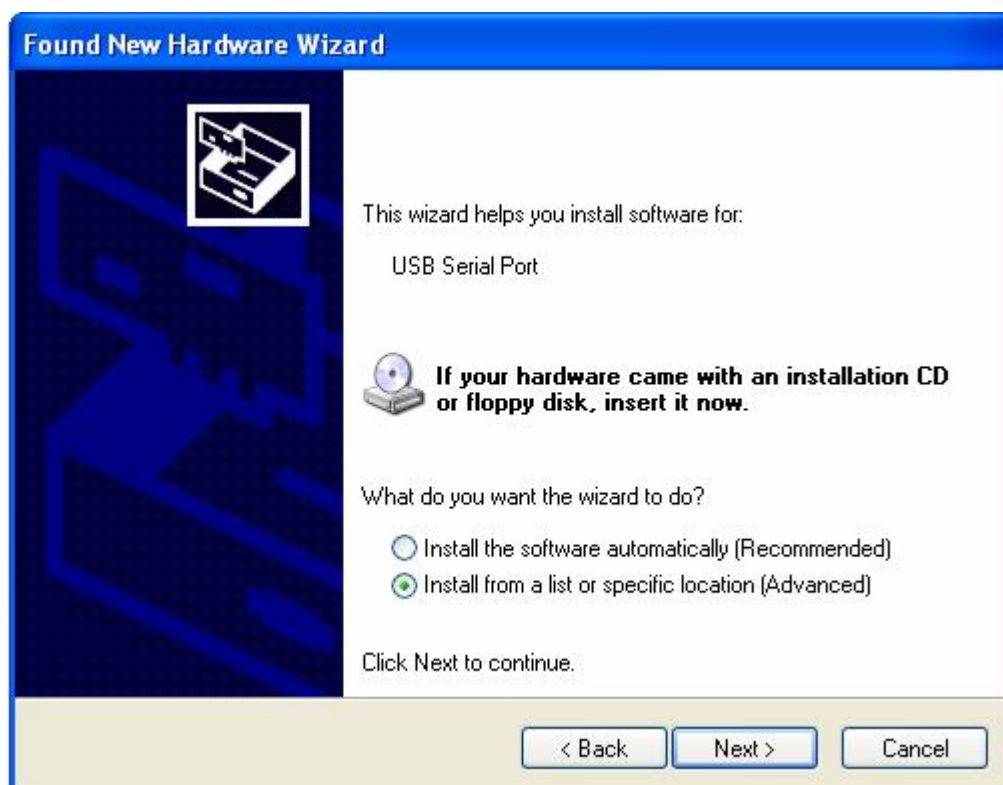 Found New Hardware Wizard
This wizard helps you install software for:
USB Serial Port
If your hardware came with an installation CD
or floppy disk, insert it now.
What do you want the wizard to do?
Install the software automatically (Recommended)
Install from a list or specific location (Advanced)
Click Next to continue.
< Back Next > Cancel